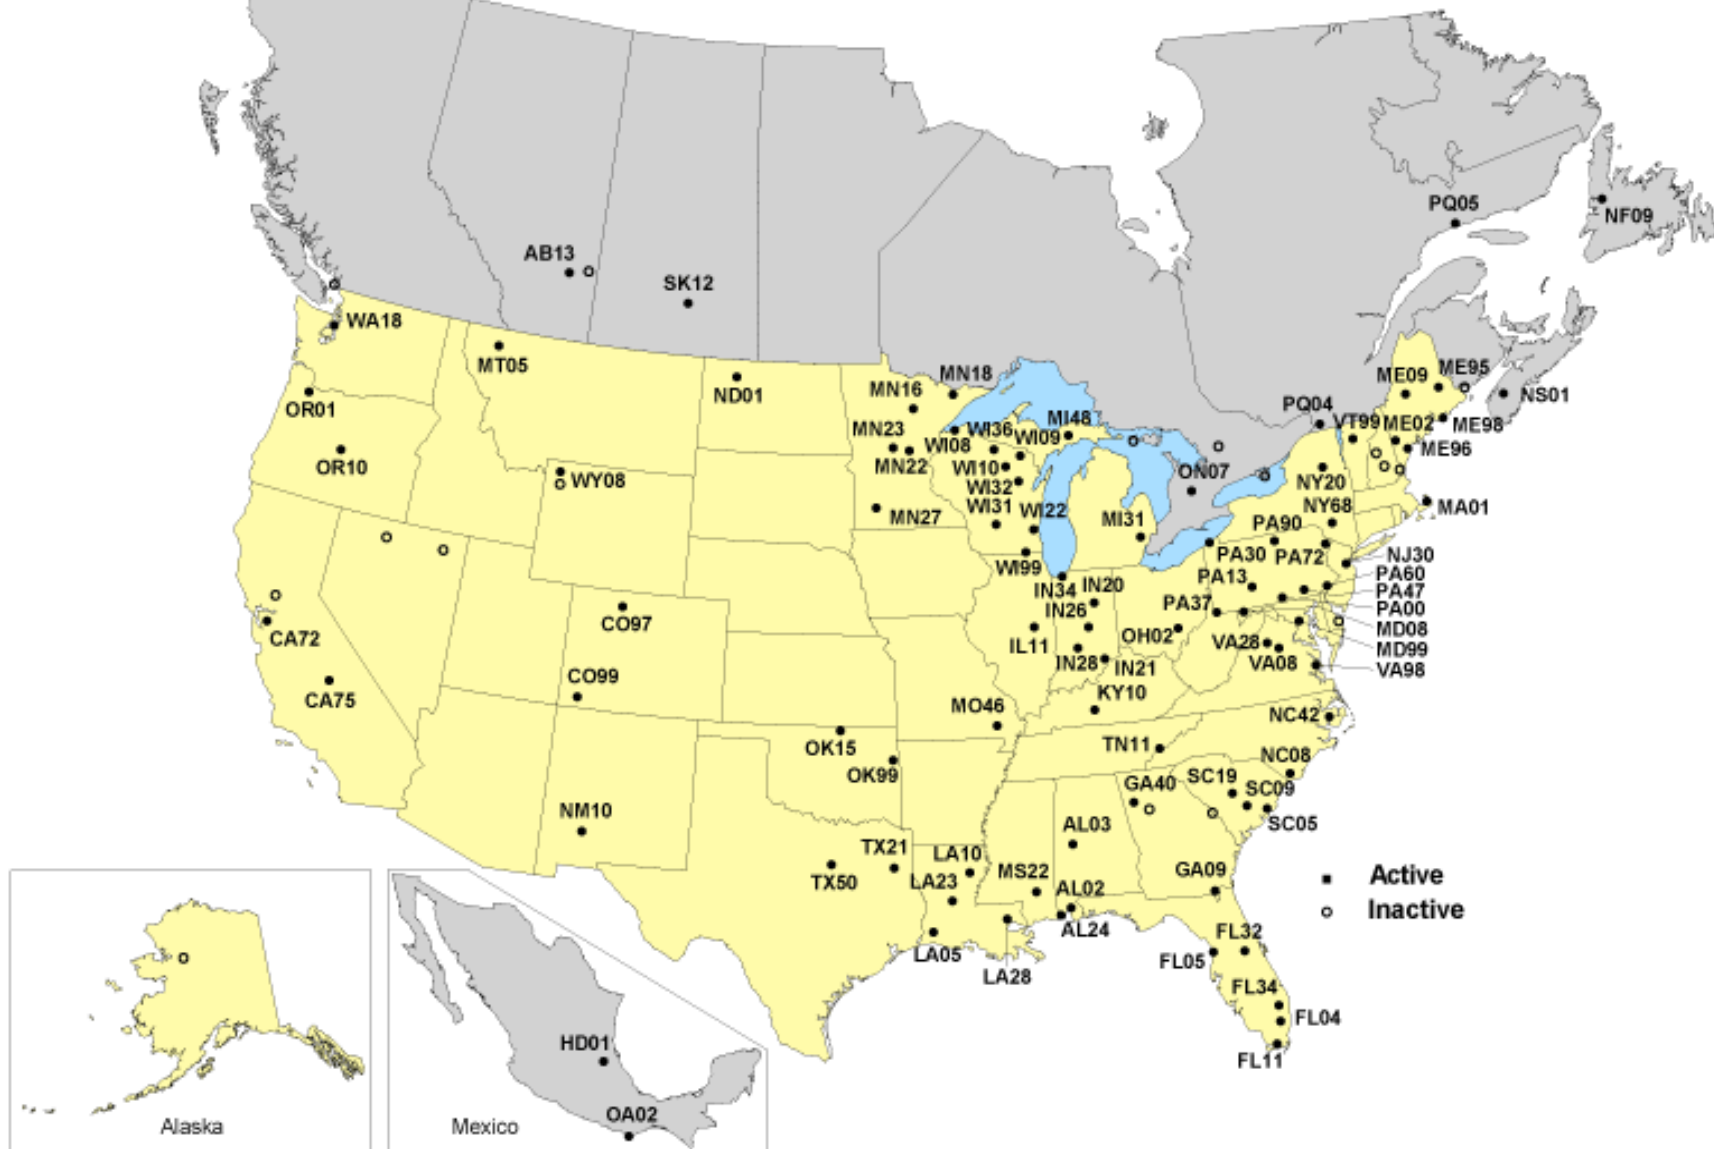 PQ05
NF09
AB13
SK12
WA18
MT05
ND01
MN18
MN16
ME95
ME09
NS01
OR01
PQ04
MI48
VT99
ME02
ME98
MN23
WI36
WI09
WI08
ME96
OR10
MN22
WI10
ON07
WY08
WI32
NY20
WI31
WI22
NY68
MA01
MN27
MI31
PA90
WI99
PA30
PA72
NJ30
PA13
PA60
IN34
IN20
PA47
IN26
PA37
PA00
CO97
CA72
IL11
OH02
MD08
VA28
MD99
IN28
IN21
VA08
VA98
CO99
KY10
CA75
MO46
NC42
OK15
TN11
NC08
OK99
SC19
GA40
SC09
NM10
AL03
SC05
TX21
LA10
TX50
LA23
MS22
GA09
AL02
Active
Inactive
AL24
FL32
LA05
FL05
LA28
FL34
FL04
HD01
FL11
OA02
Alaska
Mexico